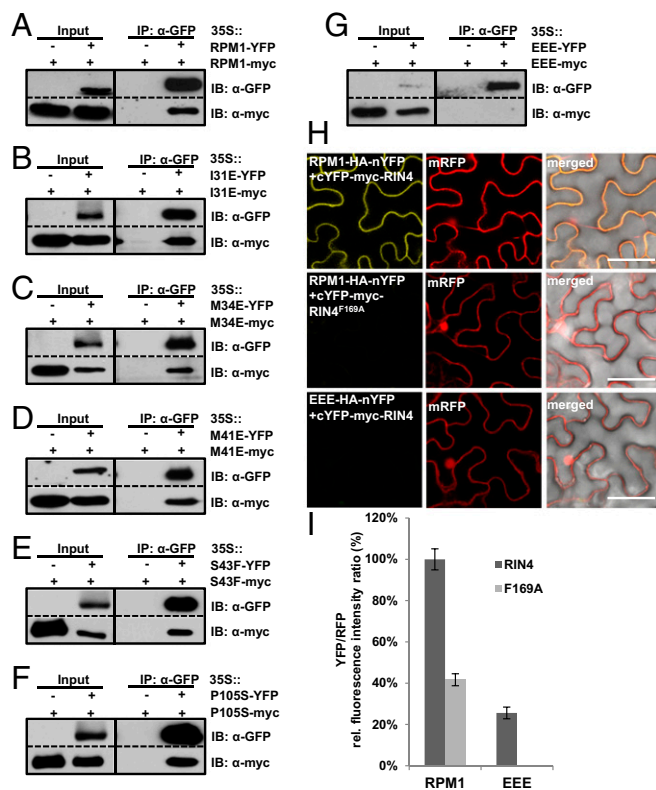 A
Input IP: α-GFP 35S::
- + - + RPM1-YFP
+ + + + RPM1-myc
IB: α-GFP
IB: α-myc
B
Input IP: α-GFP 35S::
- + - + I31E-YFP
+ + + + I31E-myc
IB: α-GFP
IB: α-myc
C
Input IP: α-GFP 35S::
- + - + M34E-YFP
+ + + + M34E-myc
IB: α-GFP
IB: α-myc
D
Input IP: α-GFP 35S::
- + - + M41E-YFP
+ + + + M41E-myc
IB: α-GFP
IB: α-myc
E
Input IP: α-GFP 35S::
- + - + S43F-YFP
+ + + + S43F-myc
IB: α-GFP
IB: α-myc
F
Input IP: α-GFP 35S::
- + - + P105S-YFP
+ + + + P105S-myc
IB: α-GFP
IB: α-myc
G
Input IP: α-GFP 35S::
- + - + EEE-YFP
+ + + + EEE-myc
IB: α-GFP
IB: α-myc
H
RPM1-HA-nYFP mRFP merged
+cYFP-myc-RIN4
RPM1-HA-nYFP mRFP merged
+cYFP-myc-
RIN4F169A
EEE-HA-nYFP mRFP merged
+cYFP-myc-RIN4
I
YFP/RFP
rel. fluorescence intensity ratio (%)
120%
100%
80%
60%
40%
20%
0%
RIN4
F169A
RPM1 EEE